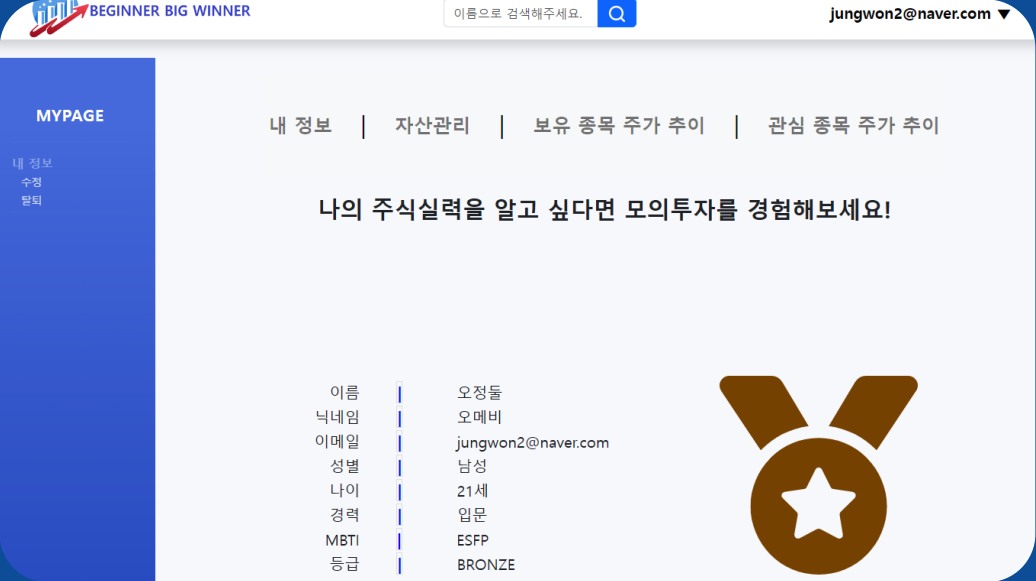 BEGINNER BIG WINNER
이름으로 검색해주세요.
jungwon2@naver.com ▼
MYPAGE
내 정보
수정
탈퇴
내 정보 | 자산관리 | 보유 종목 주가 추이 | 관심 종목 주가 추이
나의 주식실력을 알고 싶다면 모의투자를 경험해보세요!
이름 | 오정둘
닉네임 | 오메비
이메일 | jungwon2@naver.com
성별 | 남성
나이 | 21세
경력 | 입문
MBTI | ESFP
등급 | BRONZE